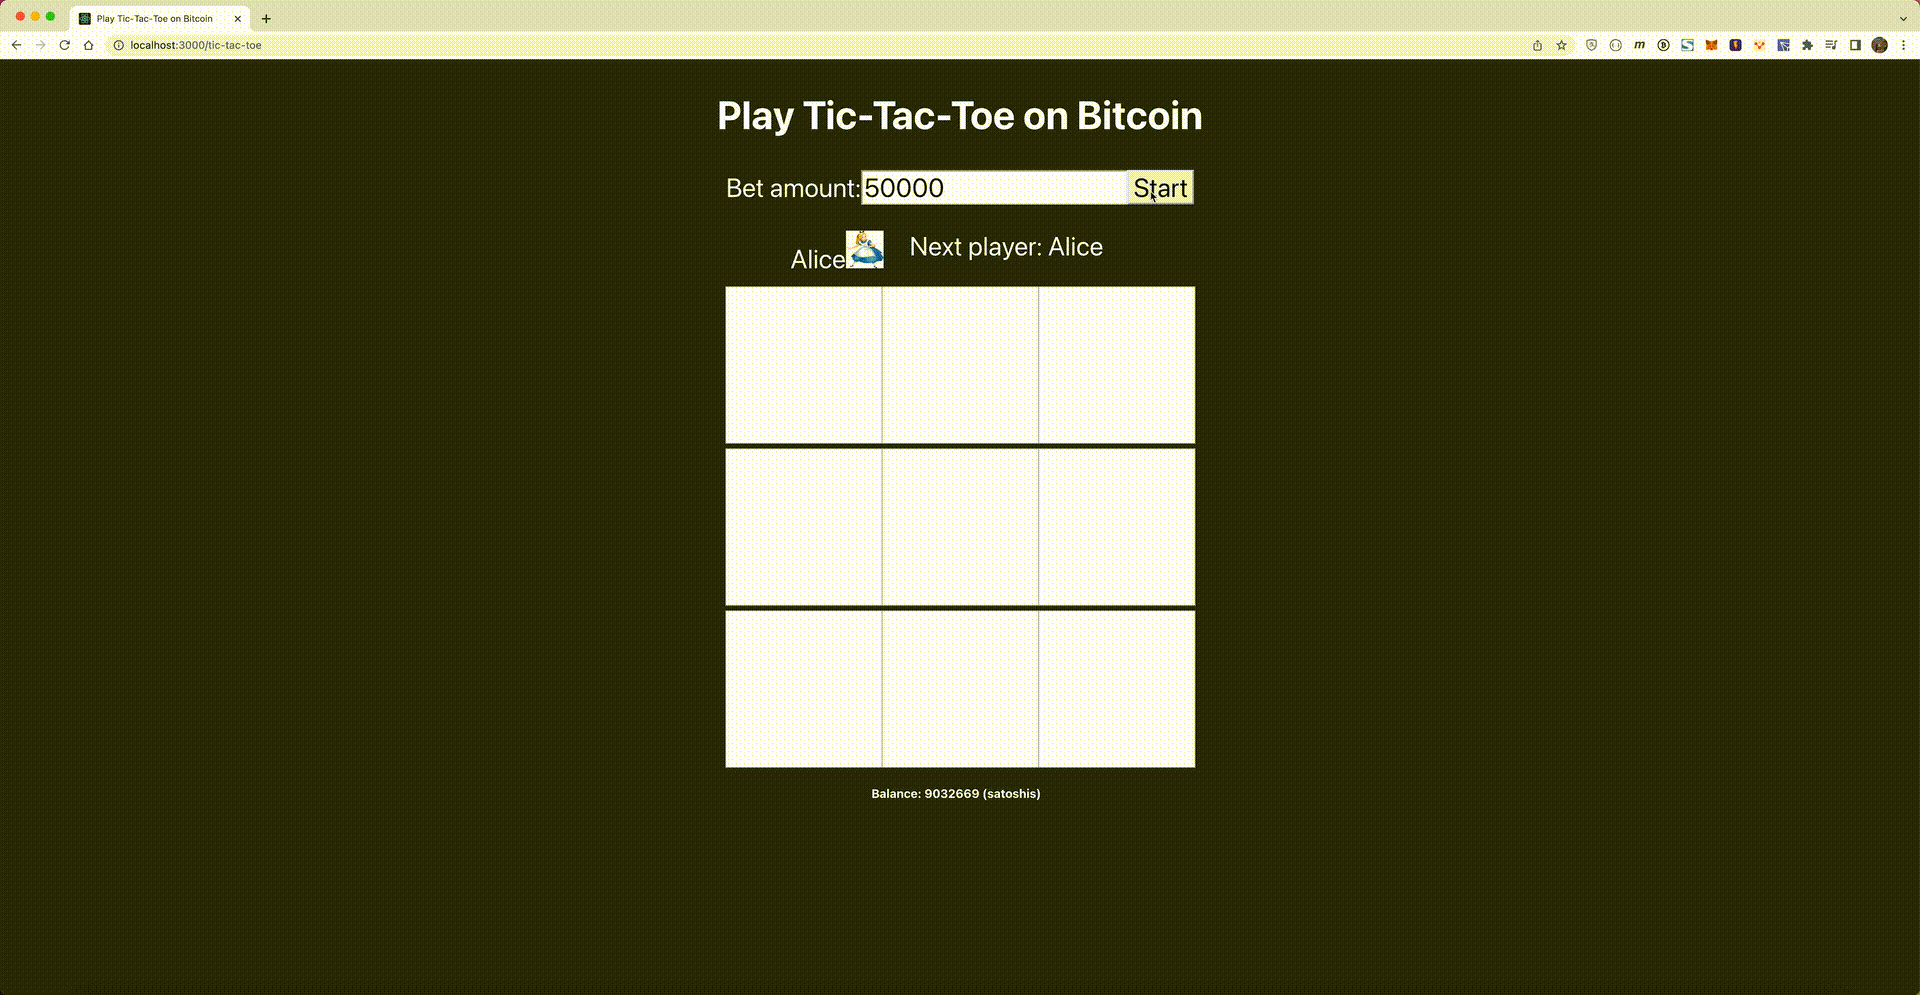 Play Tic-Tac-Toe on Bitcoin
localhost:3000/tic-tac-toe
Play Tic-Tac-Toe on Bitcoin
Bet amount: 50000 Start
Alice Next player: Alice
Balance: 9032669 (satoshis)